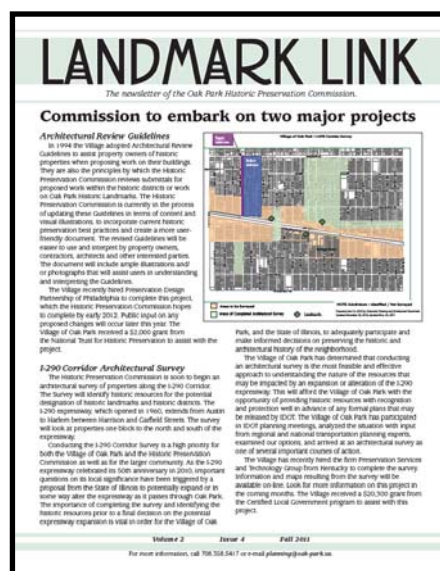 LANDMARK LINK
The newsletter of the Oak Park Historic Preservation Commission.
Commission to embark on two major projects
Architectural Review Guidelines
In 1994 the Village adopted Architectural Review
Guidelines to assist property owners of historic
properties when proposing work on their buildings.
They are also the principles by which the Historic
Preservation Commission reviews submittals for
proposed work within the historic districts or work
on Oak Park Historic Landmarks. The Historic
Preservation Commission is currently in the process
of updating these Guidelines in terms of content and
visual illustrations, to incorporate current historic
preservation best practices and create a more user-
friendly document. The revised Guidelines will be
easier to use and interpret by property owners,
contractors, architects and other interested parties.
The document will include ample illustrations and/
or photographs that will assist users in understanding
and interpreting the Guidelines.
The Village recently hired Preservation Design
Partnership of Philadelphia to complete this project,
which the Historic Preservation Commission hopes
to complete by early 2012. Public input on any
proposed changes will occur later this year. The
Village of Oak Park received a $2,000 grant from
the National Trust for Historic Preservation to assist with the
project.
I-290 Corridor Architectural Survey
The Historic Preservation Commission is soon to begin an
architectural survey of properties along the I-290 Corridor.
The Survey will identify historic resources for the potential
designation of historic landmarks and historic districts. The
I-290 expressway, which opened in 1960, extends from Austin
to Harlem between Harrison and Garfield Streets. The survey
will look at properties one block to the north and south of the
expressway.
Conducting the I-290 Corridor Survey is a high priority for
both the Village of Oak Park and the Historic Preservation
Commission as well as for the larger community. As the I-290
expressway celebrated its 50th anniversary in 2010, important
questions on its local significance have been triggered by a
proposal from the State of Illinois to potentially expand or in
some way alter the expressway as it passes through Oak Park.
The importance of completing the survey and identifying the
historic resources prior to a final decision on the potential
expressway expansion is vital in order for the Village of Oak
Park, and the State of Illinois, to adequately participate and
make informed decisions on preserving the historic and
architectural history of the neighborhood.
The Village of Oak Park has determined that conducting
an architectural survey is the most feasible and effective
approach to understanding the nature of the resources that
may be impacted by an expansion or alteration of the I-290
expressway. This will afford the Village of Oak Park with the
opportunity of providing historic resources with recognition
and protection well in advance of any formal plans that may
be released by IDOT. The Village of Oak Park has participated
in IDOT planning meetings, analyzed the situation with input
from regional and national transportation planning experts,
examined our options, and arrived at an architectural survey as
one of several important courses of action.
The Village has recently hired the firm Preservation Services
and Technology Group from Kentucky to complete the survey.
Information and maps resulting from the survey will be
available on-line. Look for more information on this project in
the coming months. The Village received a $20,300 grant from
the Certified Local Government program to assist with this
project.
Volume 2 Issue 4 Fall 2011
For more information, call 708.358.5417 or e-mail planning@oak-park.us.